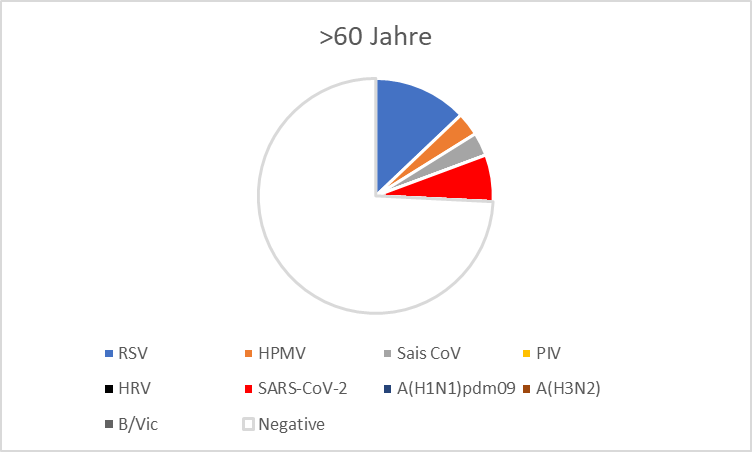 >60 Jahre
RSV HPMV Sais CoV PIV
HRV SARS-CoV-2 A(H1N1)pdm09 A(H3N2)
B/Vic Negative